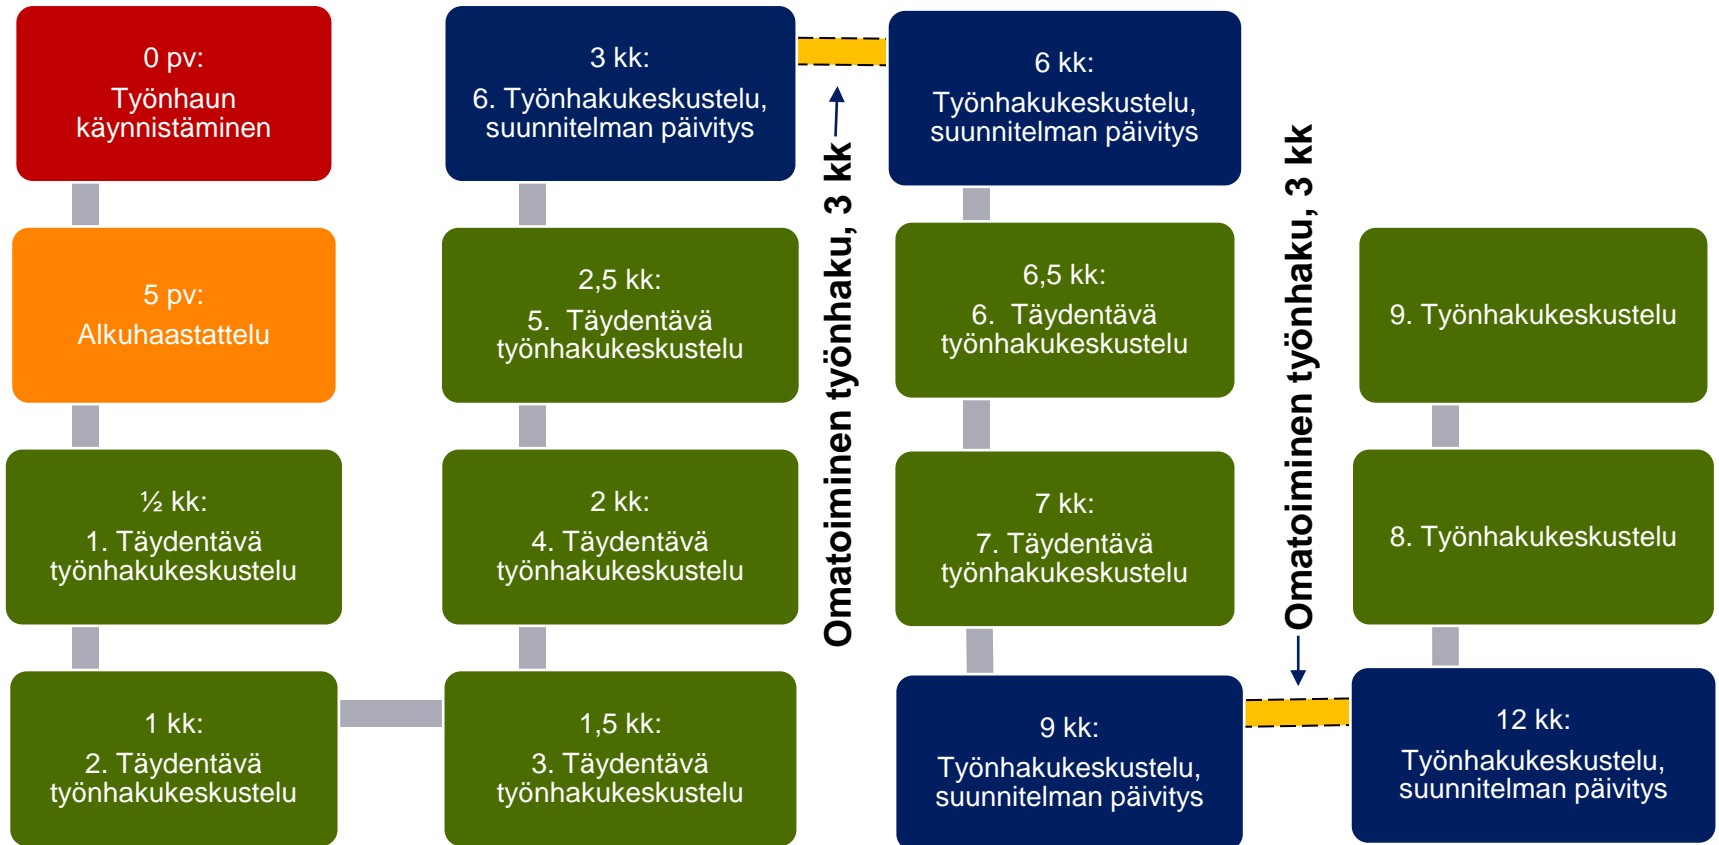 0 pv:
Työnhaun
käynnistäminen
5 pv:
Alkuhaastattelu
½ kk:
1. Täydentävä
työnhakukeskustelu
1 kk:
2. Täydentävä
työnhakukeskustelu
1,5 kk:
3. Täydentävä
työnhakukeskustelu
2 kk:
4. Täydentävä
työnhakukeskustelu
2,5 kk:
5. Täydentävä
työnhakukeskustelu
3 kk:
6. Työnhakukeskustelu,
suunnitelman päivitys
Omatoiminen työnhaku, 3 kk
6 kk:
Työnhakukeskustelu,
suunnitelman päivitys
6,5 kk:
6. Täydentävä
työnhakukeskustelu
7 kk:
7. Täydentävä
työnhakukeskustelu
9 kk:
Työnhakukeskustelu,
suunnitelman päivitys
Omatoiminen työnhaku, 3 kk
12 kk:
Työnhakukeskustelu,
suunnitelman päivitys
8. Työnhakukeskustelu
9. Työnhakukeskustelu